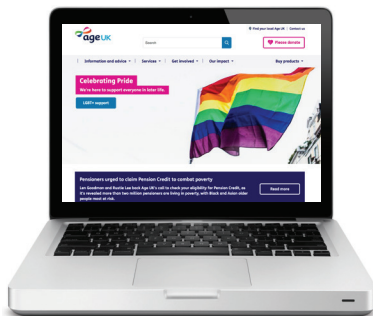 Find your local Age UK | Contact us
age UK
Search
Please donate
Information and advice
Services
Get involved
Our impact
Buy products
Celebrating Pride
We're here to support everyone in later life.
LGBT+ support
Pensioners urged to claim Pension Credit to combat poverty
Len Goodman and Rustie Lee back Age UK's call to check your eligibility for Pension Credit, as
it's revealed more than two million pensioners are living in poverty, with Black and Asian older
people most at risk.
Read more